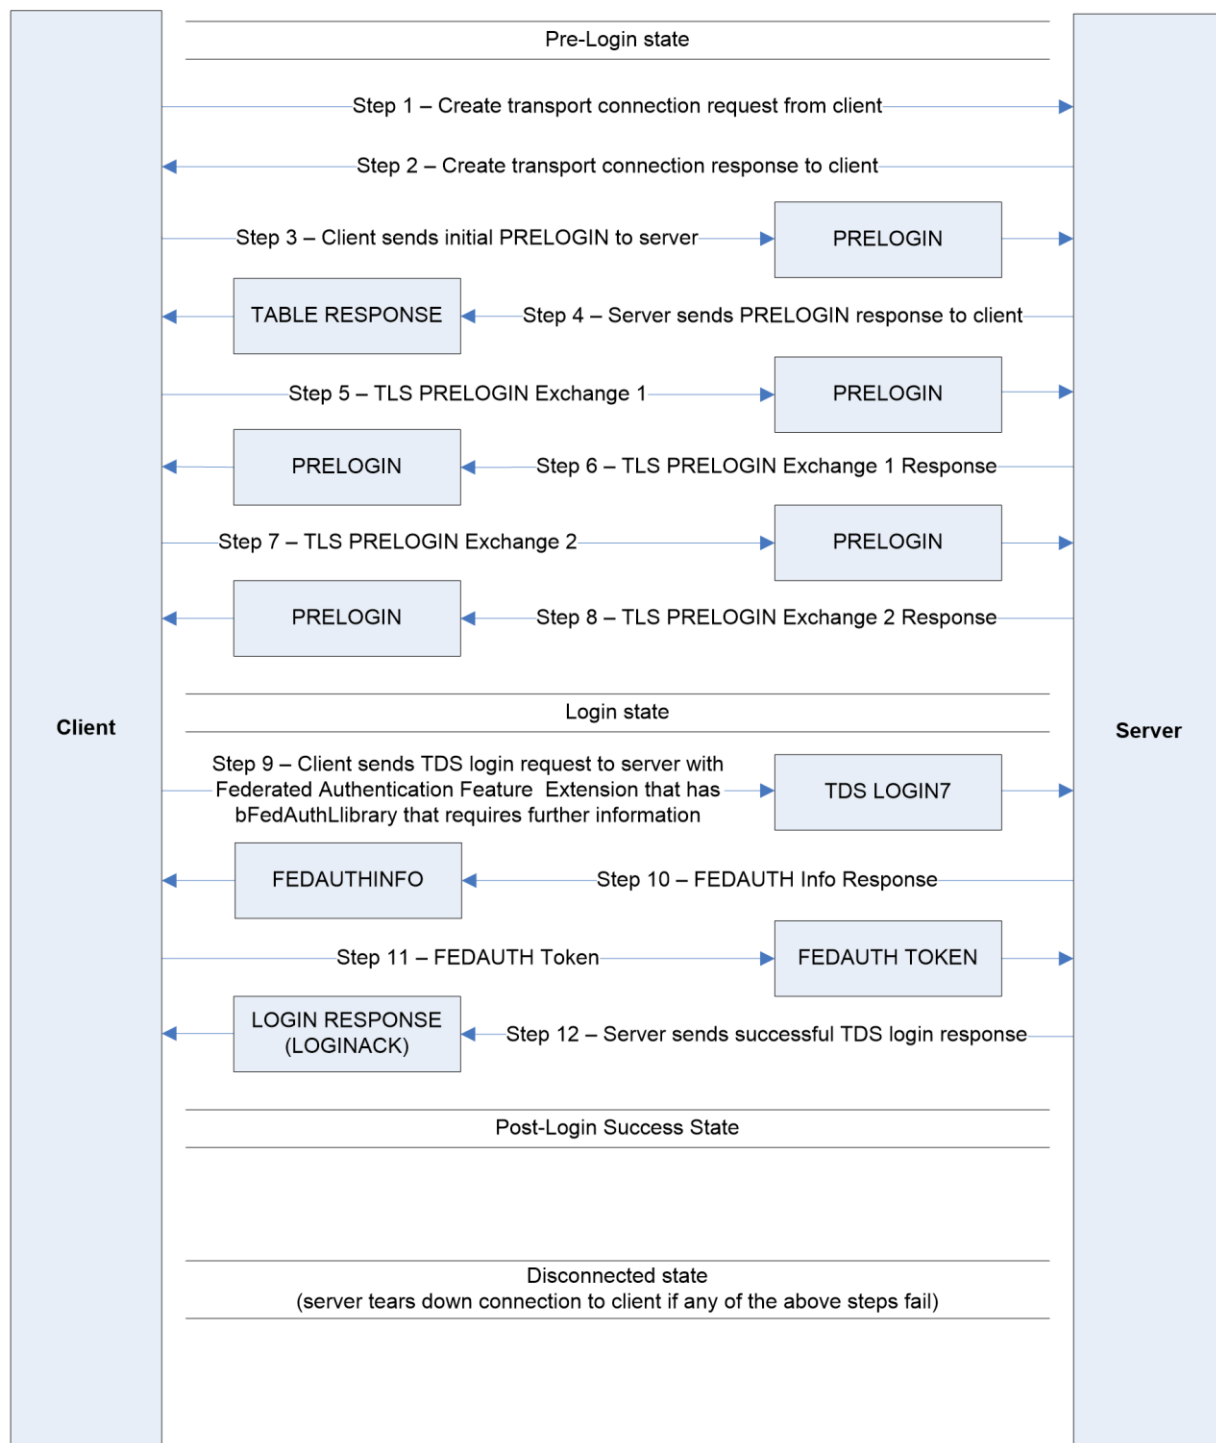 Pre-Login state
Step 1 – Create transport connection request from client
Step 2 – Create transport connection response to client
Step 3 – Client sends initial PRELOGIN to server
PRELOGIN
TABLE RESPONSE
Step 4 – Server sends PRELOGIN response to client
Step 5 – TLS PRELOGIN Exchange 1
PRELOGIN
PRELOGIN
Step 6 – TLS PRELOGIN Exchange 1 Response
Step 7 – TLS PRELOGIN Exchange 2
PRELOGIN
PRELOGIN
Step 8 – TLS PRELOGIN Exchange 2 Response
Login state
Client
Server
Step 9 – Client sends TDS login request to server with
Federated Authentication Feature  Extension that has
bFedAuthLlibrary that requires further information
TDS LOGIN7
FEDAUTHINFO
Step 10 – FEDAUTH Info Response
Step 11 – FEDAUTH Token
FEDAUTH TOKEN
LOGIN RESPONSE
(LOGINACK)
Step 12 – Server sends successful TDS login response
Post-Login Success State
Disconnected state
(server tears down connection to client if any of the above steps fail)